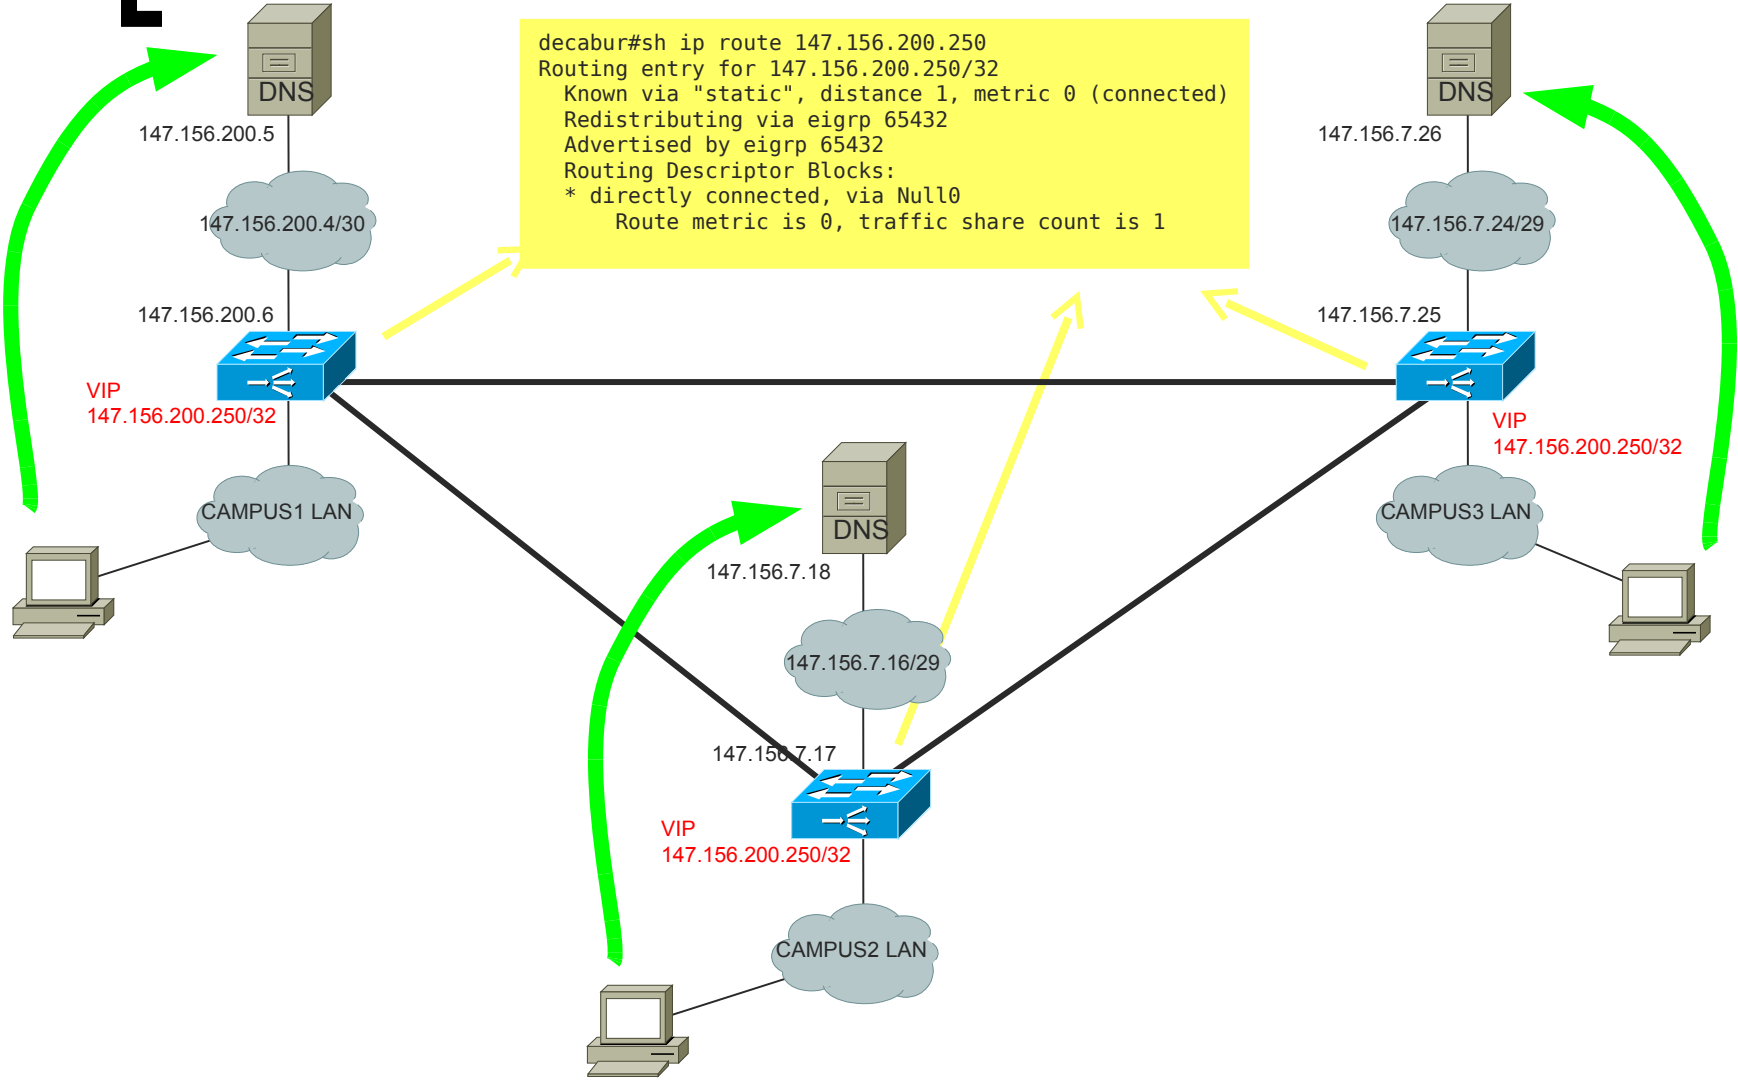 decabur#sh ip route 147.156.200.250
Routing entry for 147.156.200.250/32
  Known via "static", distance 1, metric 0 (connected)
  Redistributing via eigrp 65432
  Advertised by eigrp 65432
  Routing Descriptor Blocks:
  * directly connected, via Null0
      Route metric is 0, traffic share count is 1
DNS
147.156.200.5
147.156.200.4/30
147.156.200.6
VIP
147.156.200.250/32
CAMPUS1 LAN
DNS
147.156.7.26
147.156.7.24/29
147.156.7.25
VIP
147.156.200.250/32
CAMPUS3 LAN
DNS
147.156.7.18
147.156.7.16/29
147.156.7.17
VIP
147.156.200.250/32
CAMPUS2 LAN